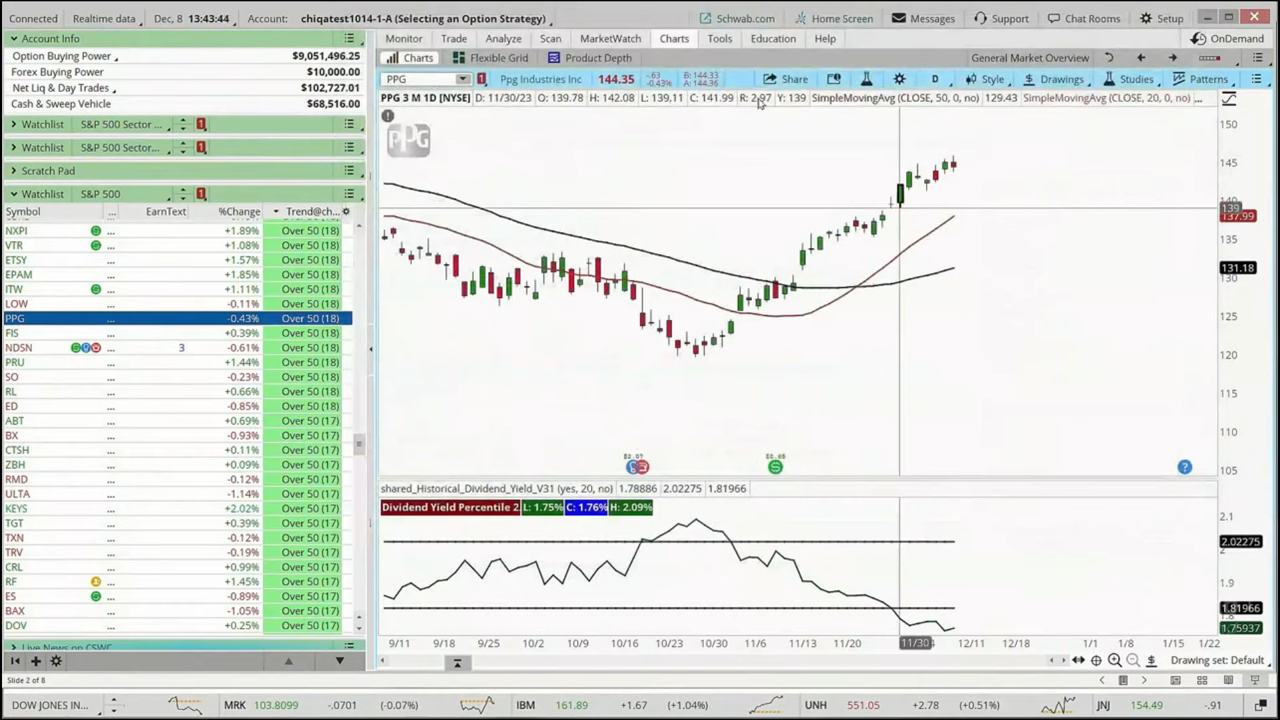 Connected Realtime data Dec, 8 13:43:44 Account: chiqatest1014-1-A (Selecting an Option Strategy) Schwab.com Home Screen Messages Support Chat Rooms Setup
Account Info
Option Buying Power $9,051,496.25
Forex Buying Power $10,000.00
Net Liq & Day Trades $102,727.01
Cash & Sweep Vehicle $68,516.00
Watchlist S&P 500 Sector ... 1
Watchlist S&P 500 Sector... 1
Scratch Pad
Watchlist S&P 500 1
Symbol ... EarnText %Change Trend@ch...
NXPI ... +1.89% Over 50 (18)
VTR ... +1.08% Over 50 (18)
ETSY ... +1.57% Over 50 (18)
EPAM ... +1.85% Over 50 (18)
ITW ... +1.11% Over 50 (18)
LOW ... -0.11% Over 50 (18)
PPG ... -0.43% Over 50 (18)
FIS ... +0.39% Over 50 (18)
NDSN ... 3 -0.61% Over 50 (18)
PRU ... +1.44% Over 50 (18)
SO ... -0.23% Over 50 (18)
RL ... +0.66% Over 50 (18)
ED ... -0.85% Over 50 (18)
ABT ... +0.69% Over 50 (17)
BX ... -0.93% Over 50 (17)
CTSH ... +0.11% Over 50 (17)
ZBH ... +0.09% Over 50 (17)
RMD ... -0.12% Over 50 (17)
ULTA ... -1.14% Over 50 (17)
KEYS ... +2.02% Over 50 (17)
TGT ... +0.39% Over 50 (17)
TXN ... -0.12% Over 50 (17)
TRV ... -0.19% Over 50 (17)
CRL ... +0.99% Over 50 (17)
RF ... +1.45% Over 50 (17)
ES ... -0.89% Over 50 (17)
BAX ... -1.05% Over 50 (17)
DOV ... +0.25% Over 50 (17)
Live News on CSWC
Monitor Trade Analyze Scan MarketWatch Charts Tools Education Help OnDemand
Charts Flexible Grid Product Depth General Market Overview
PPG 1 Ppg Industries Inc 144.35 -.63 -0.43% B: 144.33 A: 144.36 Share D Style Drawings Studies Patterns
PPG 3 M 1D [NYSE] D: 11/30/23 O: 139.78 H: 142.08 L: 139.11 C: 141.99 R: 2.97 Y: 139 SimpleMovingAvg (CLOSE, 50, 0, no) 129.43 SimpleMovingAvg (CLOSE, 20, 0, no) ...
PPG
150
145
140
139
137.99
135
131.18
130
125
120
115
110
105
shared_Historical_Dividend_Yield_V31 (yes, 20, no) 1.78886 2.02275 1.81966
Dividend Yield Percentile 2. L: 1.75% C: 1.76% H: 2.09%
2.1
2.02275
2
1.9
1.81966
1.75937
9/11 9/18 9/25 10/2 10/9 10/16 10/23 10/30 11/6 11/13 11/20 11/30 12/11 12/18 1/1 1/8 1/15 1/22
Drawing set: Default
Slide 2 of 8
DOW JONES IN... MRK 103.8099 -.0701 (-0.07%) IBM 161.89 +1.67 (+1.04%) UNH 551.05 +2.78 (+0.51%) JNJ 154.49 -.91